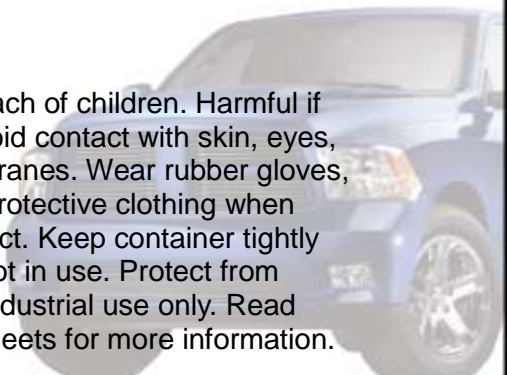 ach of children. Harmful if
oid contact with skin, eyes,
ranes. Wear rubber gloves,
rotective clothing when
ct. Keep container tightly
ot in use. Protect from
dustrial use only. Read
eets for more information.